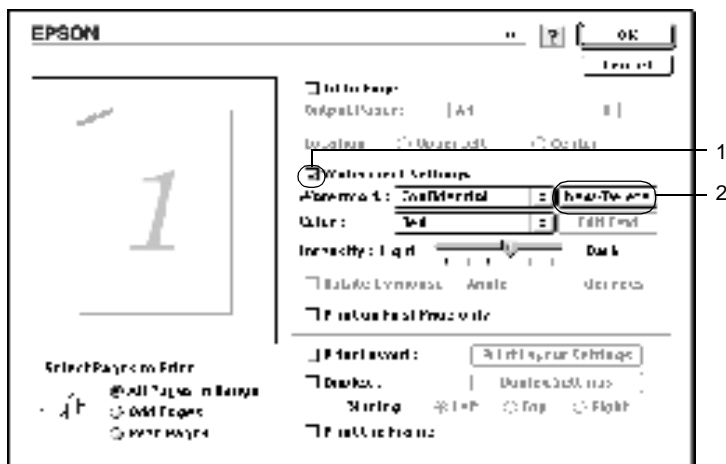 EPSON
? OK
Cancel
Fit to Page
Output Paper: A4
Location Upper Left Center
1
Watermark Settings
Watermark: Confidential New/Delete
2
Color: Red Edit Text
Intensity: Light Dark
Rotate by mouse Angle degrees
Print on First Page only
1
Print Layout: Print Layout Settings
Duplex: Duplex Settings
Binding Left Top Right
Print the Frame
Select Pages to Print
All Pages in Range
Odd Pages
Even Pages